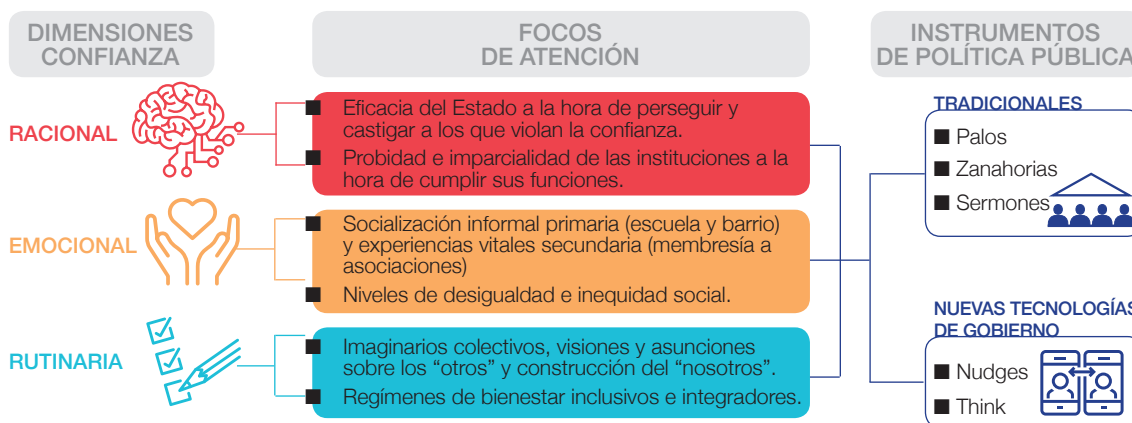 DIMENSIONES
CONFIANZA
FOCOS
DE ATENCIÓN
INSTRUMENTOS
DE POLÍTICA PÚBLICA
RACIONAL
■ Eficacia del Estado a la hora de perseguir y
castigar a los que violan la confianza.
■ Probidad e imparcialidad de las instituciones a la
hora de cumplir sus funciones.
EMOCIONAL
■ Socialización informal primaria (escuela y barrio)
y experiencias vitales secundaria (membresía a
asociaciones)
■ Niveles de desigualdad e inequidad social.
RUTINARIA
■ Imaginarios colectivos, visiones y asunciones
sobre los “otros” y construcción del “nosotros”.
■ Regímenes de bienestar inclusivos e integradores.
TRADICIONALES
■ Palos
■ Zanahorias
■ Sermones
NUEVAS TECNOLOGÍAS
DE GOBIERNO
■ Nudges
■ Think